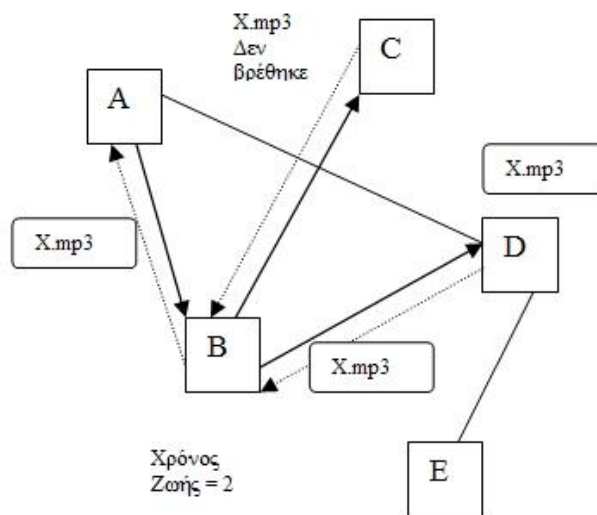 X.mp3
Δεν
βρέθηκε
C
A
X.mp3
X.mp3
D
B
X.mp3
E
Χρόνος
Ζωής = 2